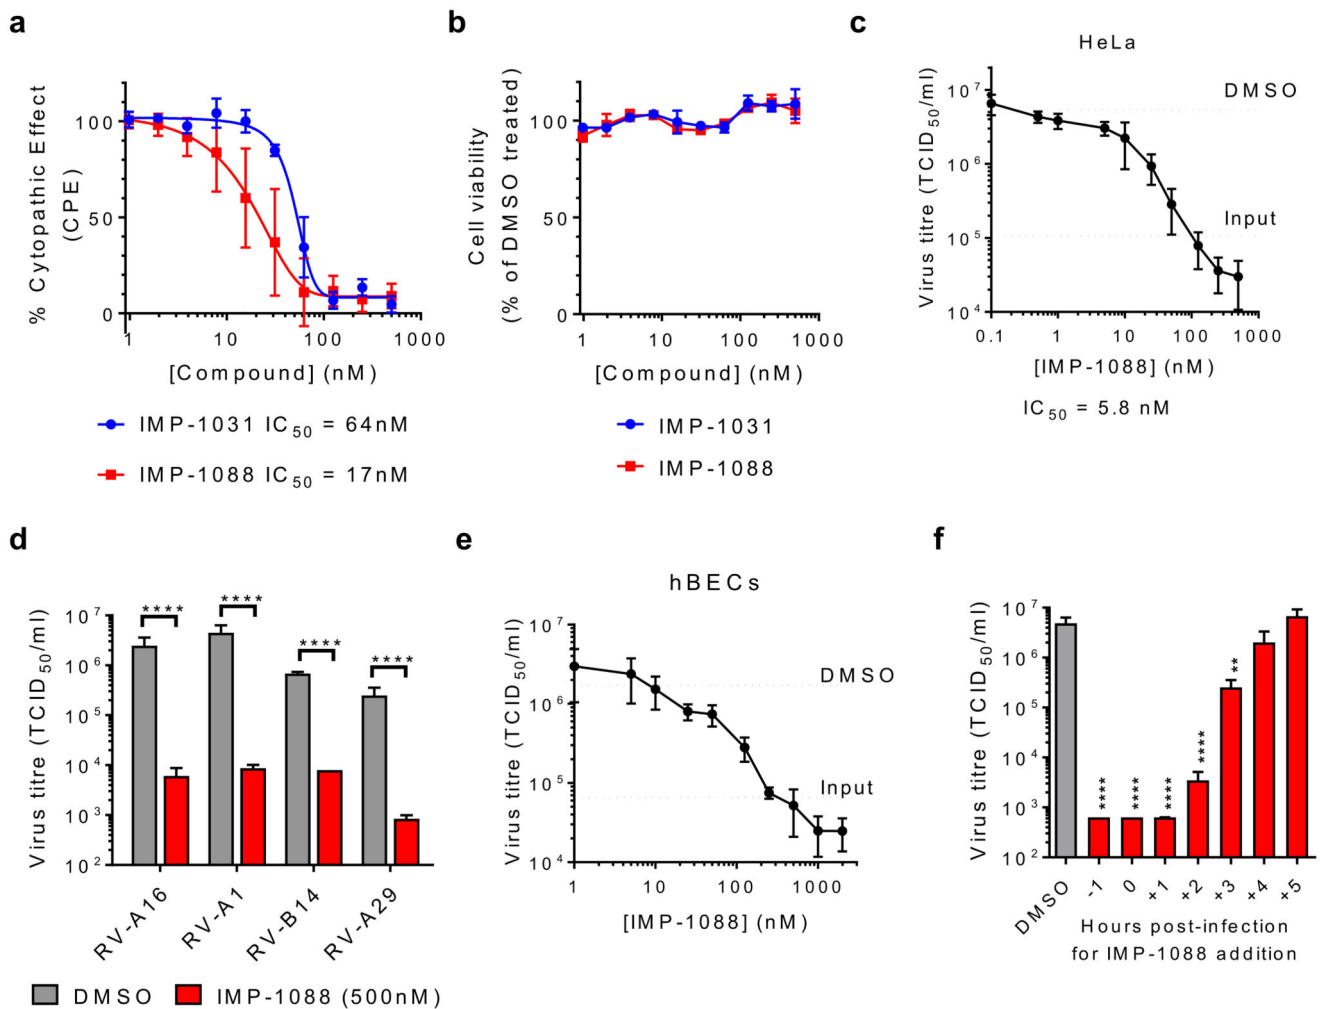 a
% Cytopathic Effect
(CPE)
100
50
0
1
10
100
1000
[Compound] (nM)
IMP-1031 IC50 = 64nM
IMP-1088 IC50 = 17nM
b
Cell viability
(% of DMSO treated)
100
50
0
1
10
100
1000
[Compound] (nM)
IMP-1031
IMP-1088
c
HeLa
Virus titre (TCID50/ml)
10^7
10^6
10^5
10^4
DMSO
Input
0.1
1
10
100
1000
[IMP-1088] (nM)
IC50 = 5.8 nM
d
Virus titre (TCID50/ml)
10^7
10^6
10^5
10^4
10^3
10^2
****
****
****
****
RV-A16
RV-A1
RV-B14
RV-A29
DMSO
IMP-1088 (500nM)
e
hBECs
Virus titre (TCID50/ml)
10^7
10^6
10^5
10^4
DMSO
Input
1
10
100
1000
[IMP-1088] (nM)
f
Virus titre (TCID50/ml)
10^7
10^6
10^5
10^4
10^3
10^2
****
****
****
****
**
DMSO
-1
0
+1
+2
+3
+4
+5
Hours post-infection
for IMP-1088 addition